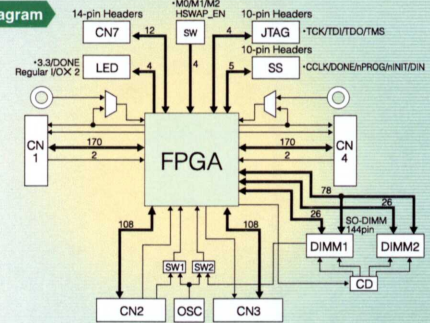 agram
14-pin Headers
CN7
12
•M0/M1/M2
HSWAP_EN
SW
4
10-pin Headers
JTAG
4
•TCK/TDI/TDO/TMS
•3.3/DONE
Regular I/OX 2
LED
4
10-pin Headers
SS
5
•CCLK/DONE/nPROG/nINIT/DIN
CN
1
170
2
FPGA
170
2
CN
4
78
26
26
SO-DIMM
144pin
DIMM1
DIMM2
CD
108
108
SW1
SW2
CN2
OSC
CN3